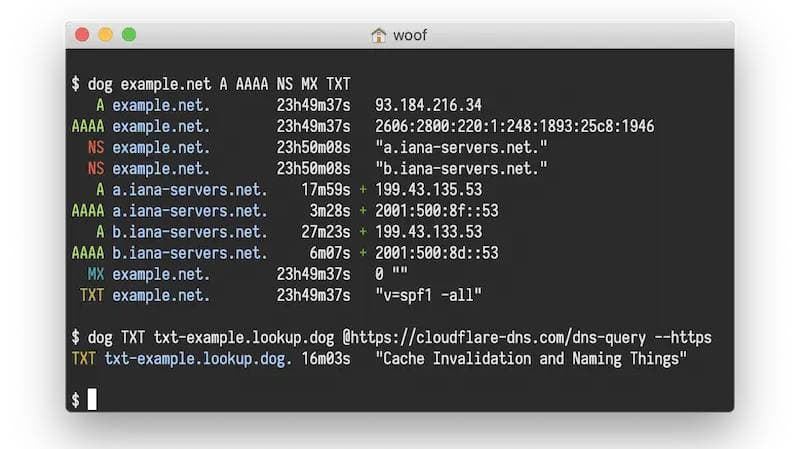 woof
$ dog example.net A AAAA NS MX TXT
A example.net. 23h49m37s 93.184.216.34
AAAA example.net. 23h49m37s 2606:2800:220:1:248:1893:25c8:1946
NS example.net. 23h50m08s "a.iana-servers.net."
NS example.net. 23h50m08s "b.iana-servers.net."
A a.iana-servers.net. 17m59s + 199.43.135.53
AAAA a.iana-servers.net. 3m28s + 2001:500:8f::53
A b.iana-servers.net. 27m23s + 199.43.133.53
AAAA b.iana-servers.net. 6m07s + 2001:500:8d::53
MX example.net. 23h49m37s 0 ""
TXT example.net. 23h49m37s "v=spf1 -all"
$ dog TXT txt-example.lookup.dog @https://cloudflare-dns.com/dns-query --https
TXT txt-example.lookup.dog. 16m03s "Cache Invalidation and Naming Things"
$